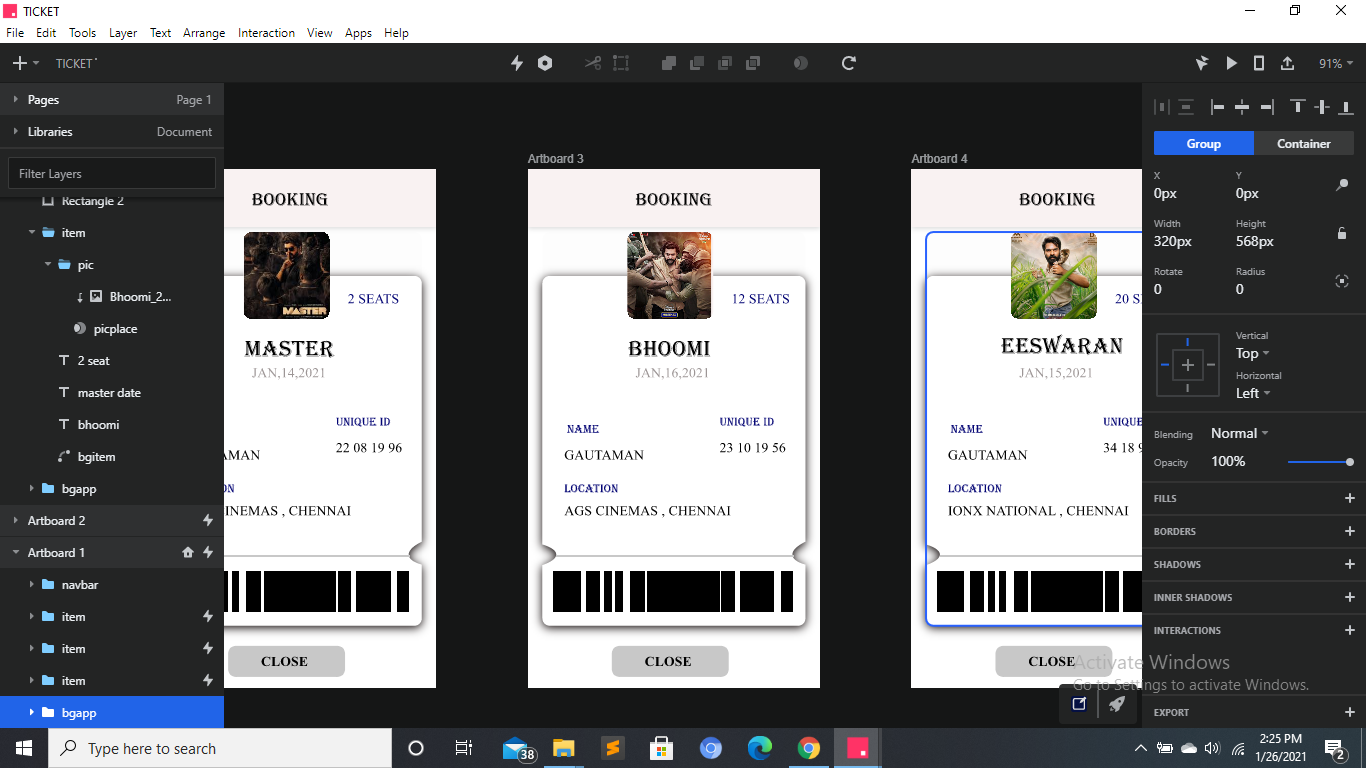 TICKET
File Edit Tools Layer Text Arrange Interaction View Apps Help
TICKET*
91%
Pages Page 1
Libraries Document
Filter Layers
Rectangle 2
item
pic
Bhoomi_2...
picplace
2 seat
master date
bhoomi
bgitem
bgapp
Artboard 2
Artboard 1
navbar
item
item
item
bgapp
BOOKING
MASTER
2 SEATS
MASTER
JAN,14,2021
UNIQUE ID
22 08 19 96
AMAN
ON
INEMAS , CHENNAI
CLOSE
Artboard 3
BOOKING
12 SEATS
BHOOMI
JAN,16,2021
NAME
UNIQUE ID
GAUTAMAN
23 10 19 56
LOCATION
AGS CINEMAS , CHENNAI
CLOSE
Artboard 4
BOOKING
20 S
EESWARAN
JAN,15,2021
NAME
UNIQUE
GAUTAMAN
34 18 9
LOCATION
IONX NATIONAL , CHENNAI
CLOSE
Group Container
X Y
0px 0px
Width Height
320px 568px
Rotate Radius
0 0
Vertical
Top
Horizontal
Left
Blending Normal
Opacity 100%
FILLS
BORDERS
SHADOWS
INNER SHADOWS
INTERACTIONS
Activate Windows
Go to Settings to activate Windows.
EXPORT
Type here to search
38
2:25 PM
1/26/2021
2